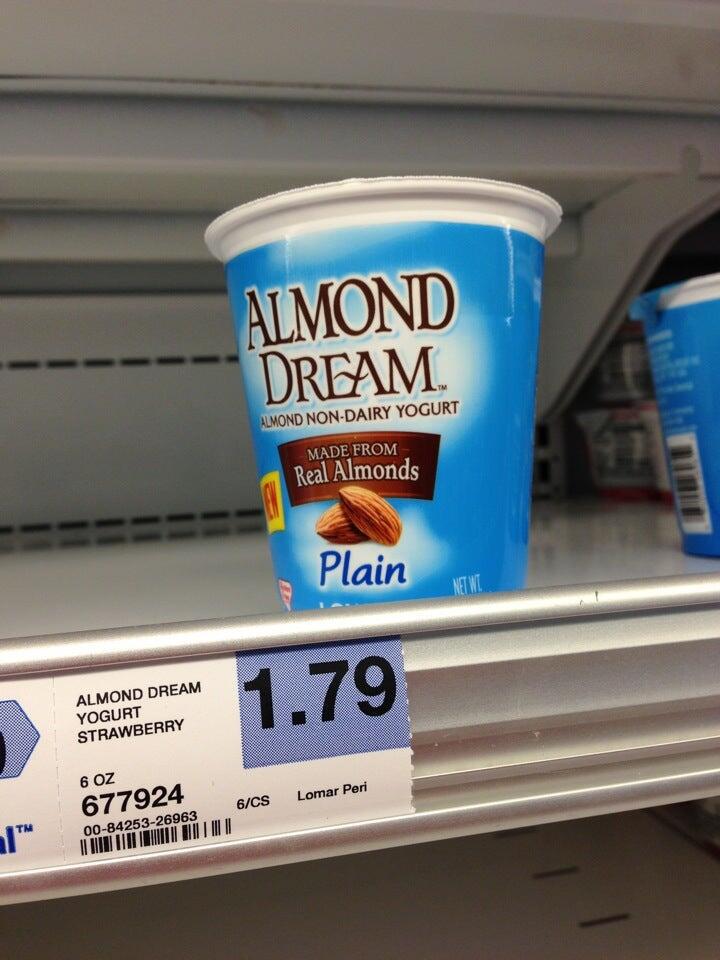 ALMOND
DREAM™
ALMOND NON-DAIRY YOGURT
MADE FROM
Real Almonds
Plain
NET WT.
ALMOND DREAM
YOGURT
STRAWBERRY
1.79
6 OZ
677924
6/CS Lomar Peri
00-84253-26963